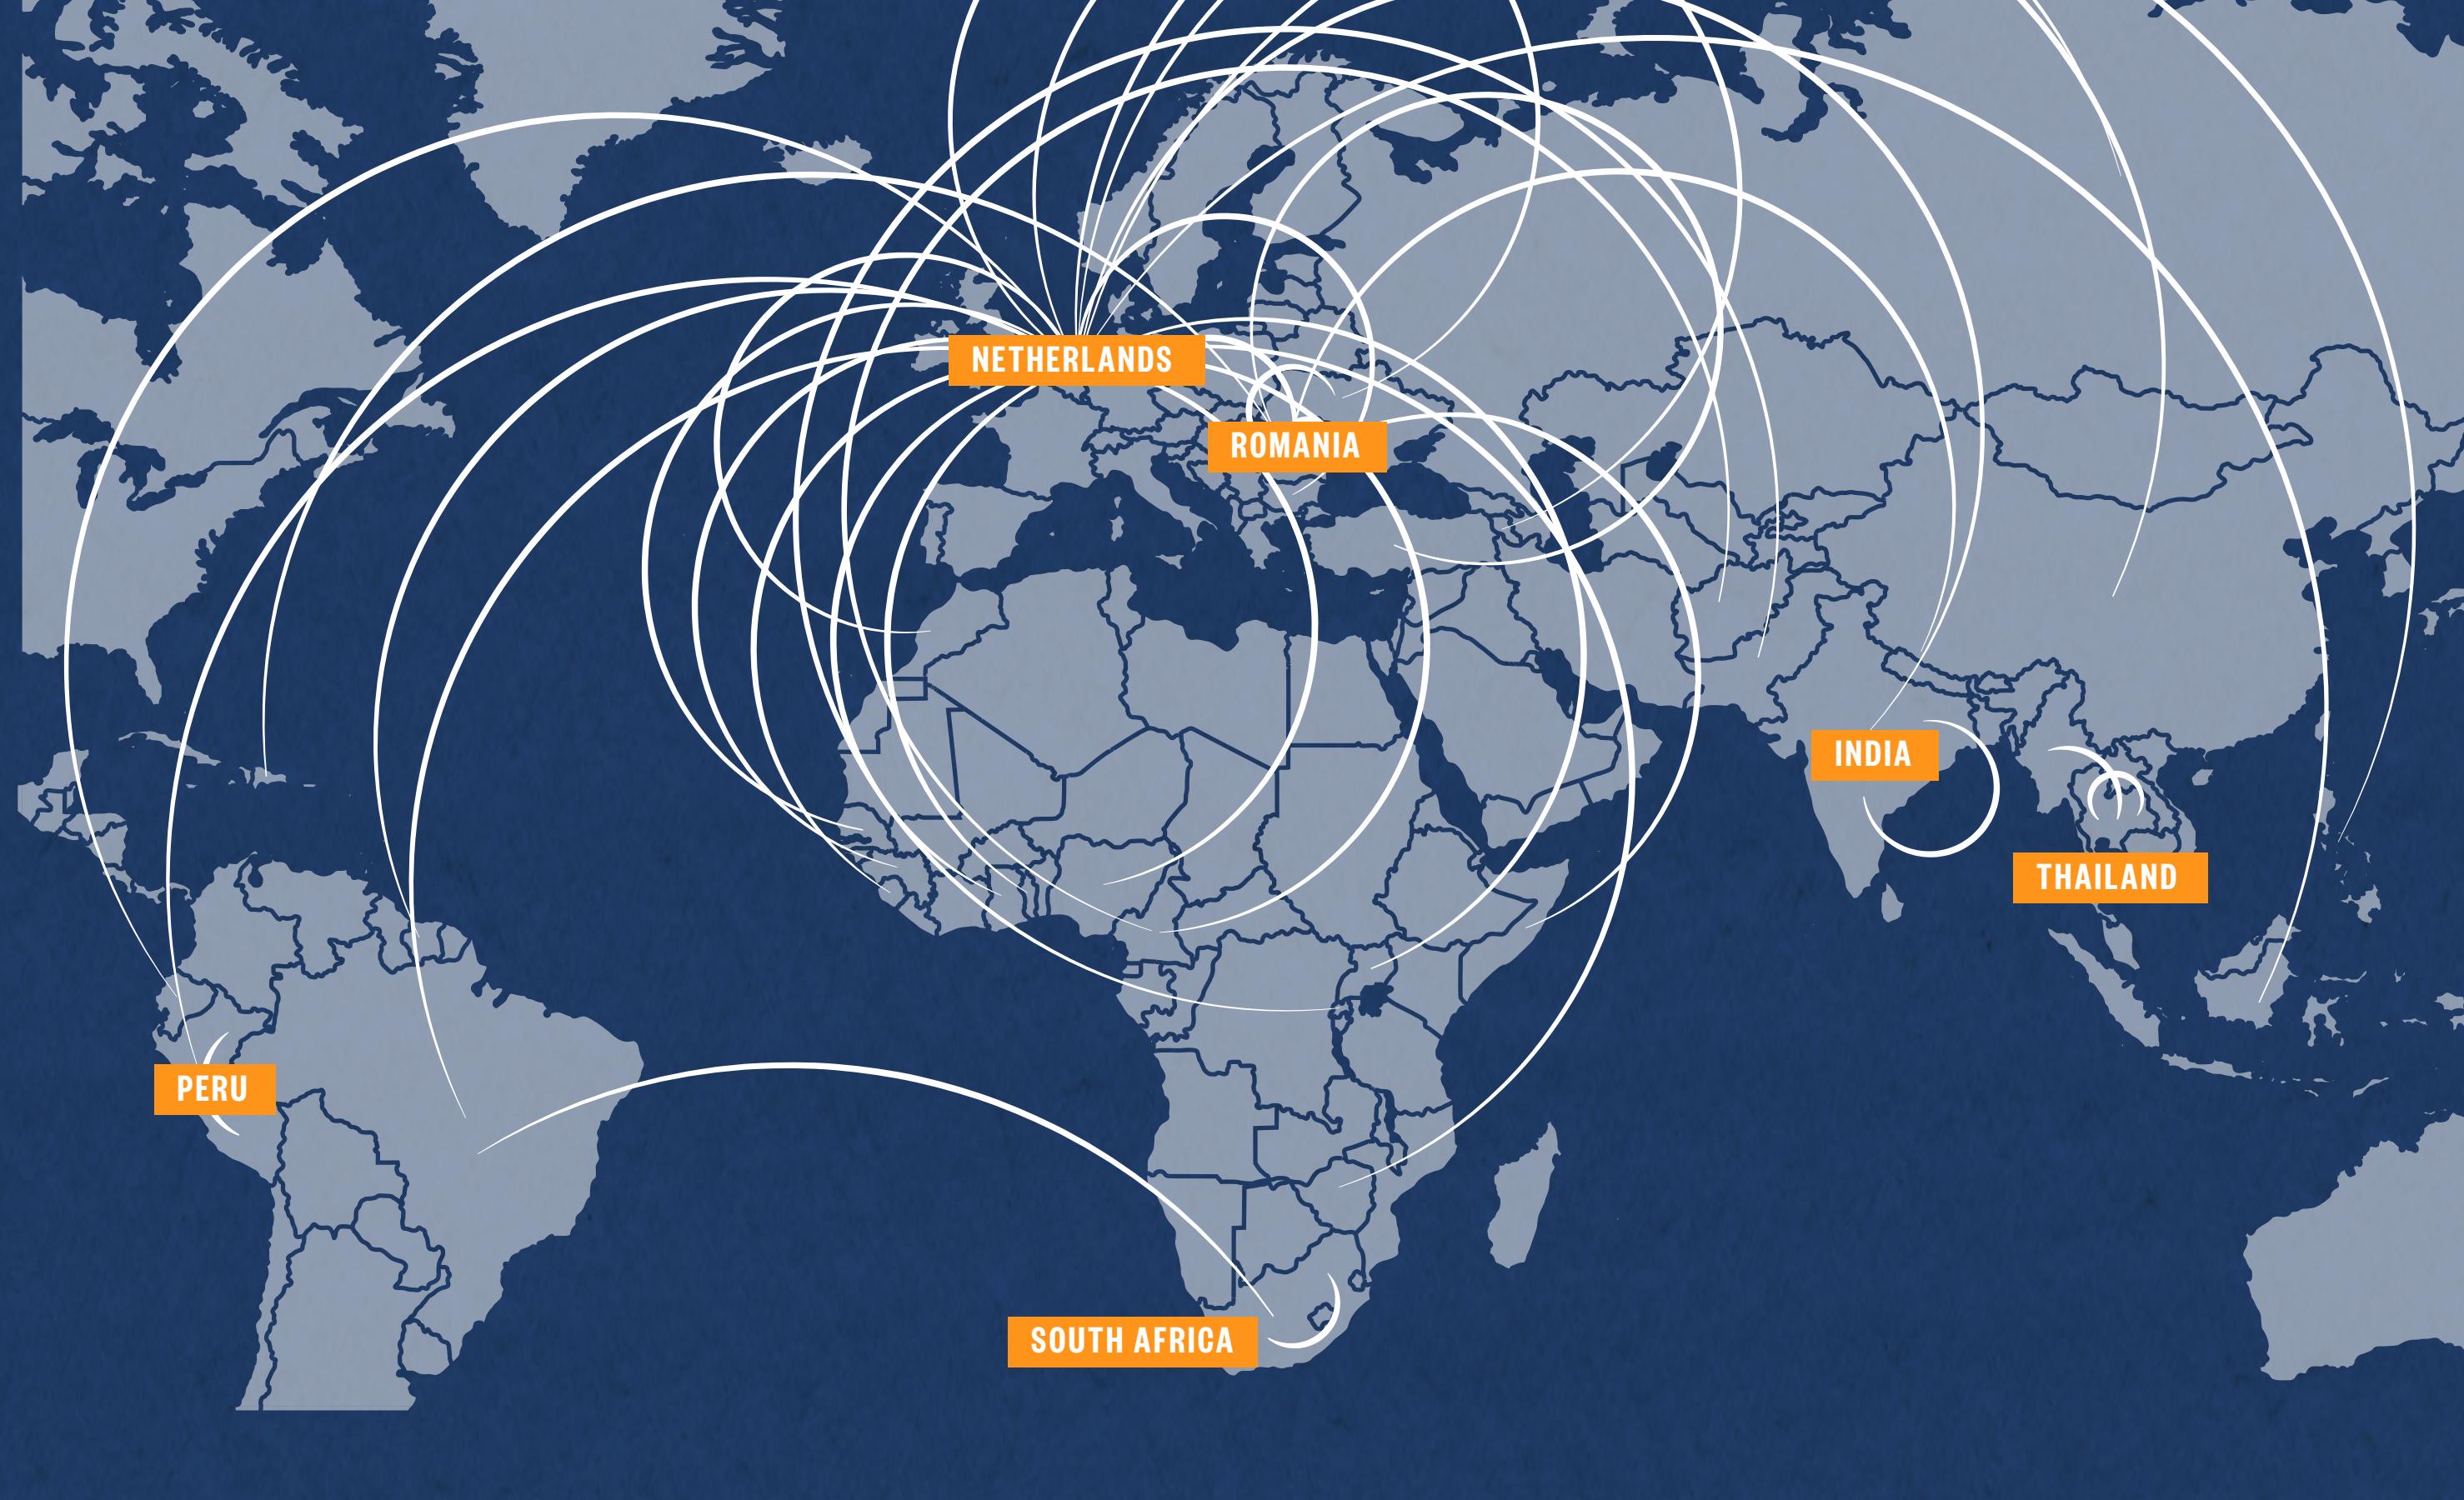 NETHERLANDS
ROMANIA
INDIA
THAILAND
PERU
SOUTH AFRICA